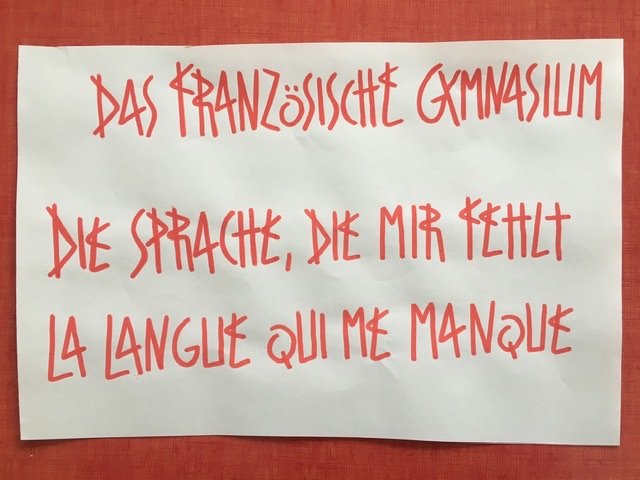 DAS FRANZÖSISCHE GYMNASIUM
DIE SPRACHE, DIE MIR FEHLT
LA LANGUE QUI ME MANQUE